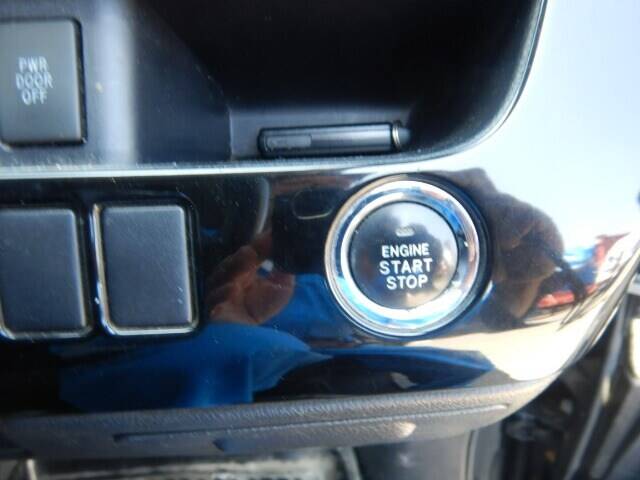 PWR
DOOR
OFF
ENGINE
START
STOP